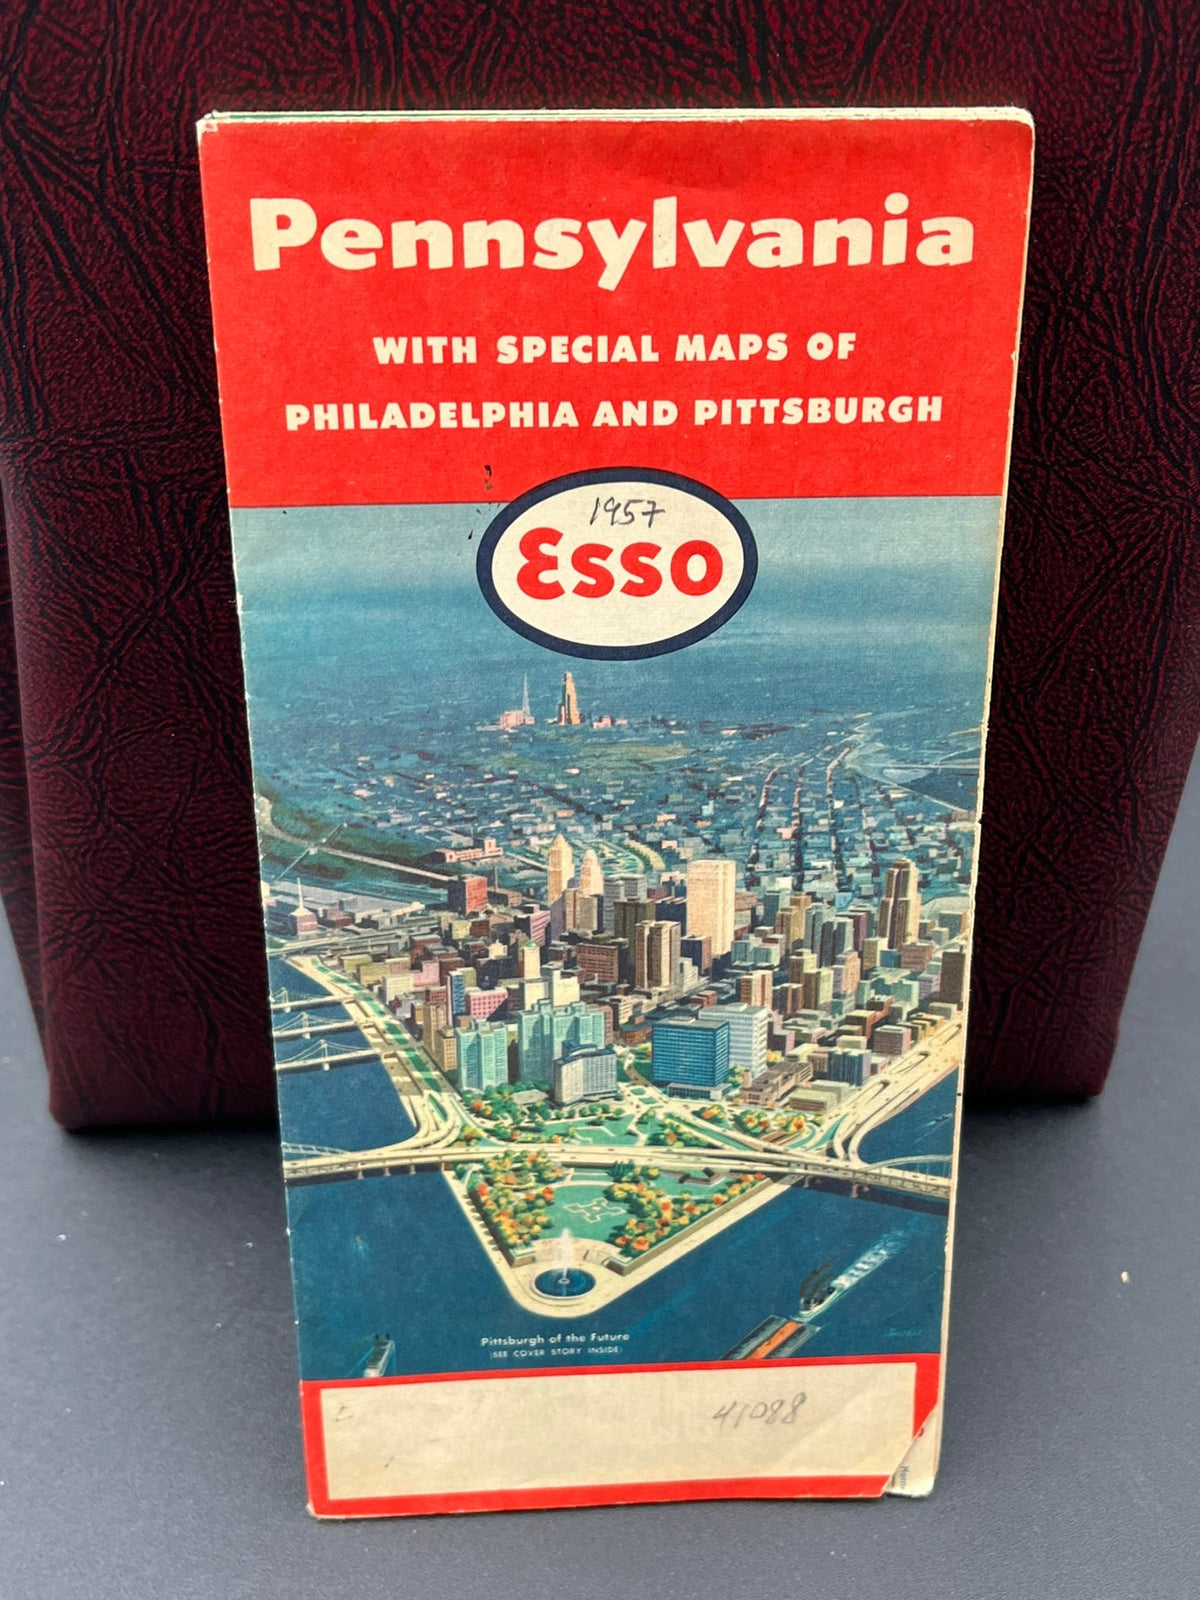 Pennsylvania
WITH SPECIAL MAPS OF
PHILADELPHIA AND PITTSBURGH
1957
Esso
Pittsburgh of the Future
(SEE COVER STORY INSIDE)
41088